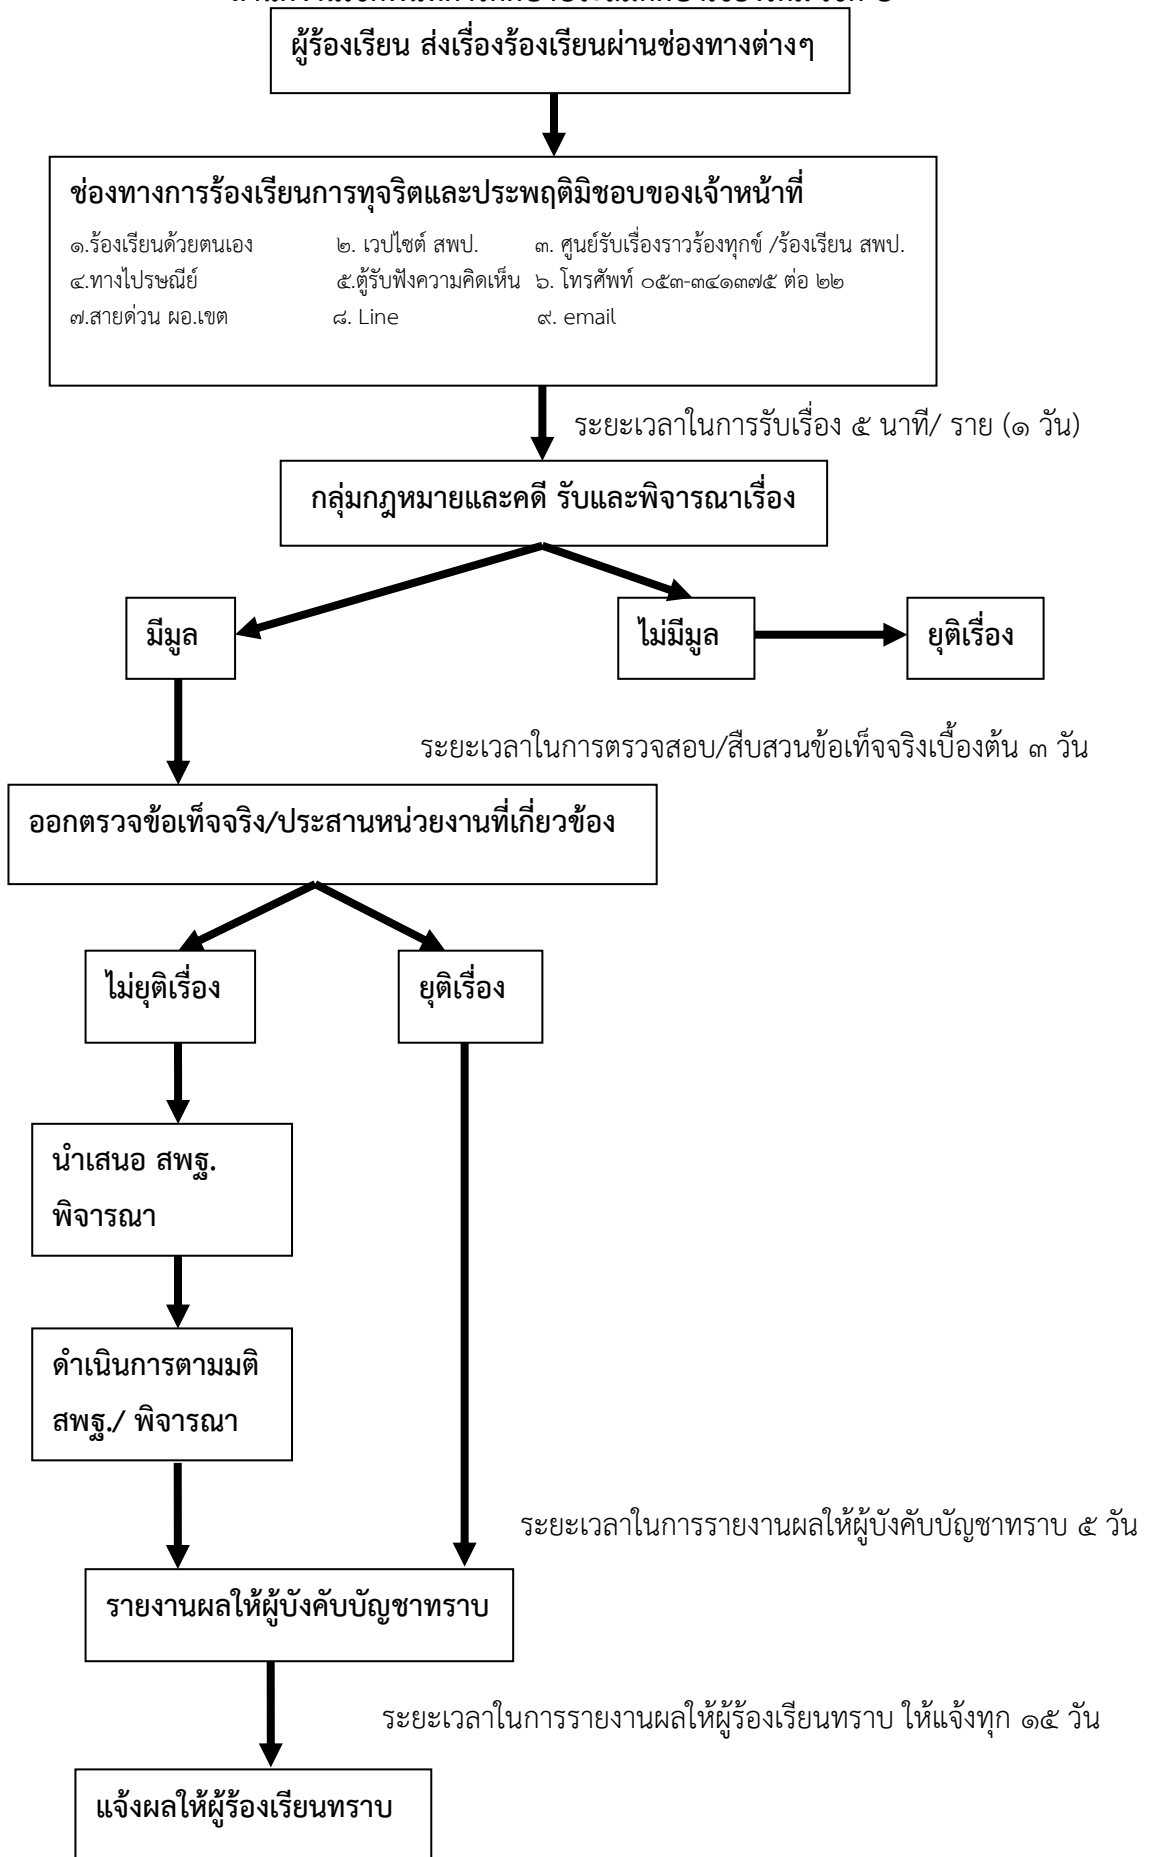 ผู้ร้องเรียน ส่งเรื่องร้องเรียนผ่านช่องทางต่างๆ
ช่องทางการร้องเรียนการทุจริตและประพฤติมิชอบของเจ้าหน้าที่
๑.ร้องเรียนด้วยตนเอง ๒. เวปไซต์ สพป. ๓. ศูนย์รับเรื่องราวร้องทุกข์ /ร้องเรียน สพป.
๔.ทางไปรษณีย์ ๕.ตู้รับฟังความคิดเห็น ๖. โทรศัพท์ ๐๕๓-๓๔๑๓๗๕ ต่อ ๒๒
๗.สายด่วน ผอ.เขต ๘. Line ๙. email
ระยะเวลาในการรับเรื่อง ๕ นาที/ ราย (๑ วัน)
กลุ่มกฎหมายและคดี รับและพิจารณาเรื่อง
มีมูล ไม่มีมูล ยุติเรื่อง
ระยะเวลาในการตรวจสอบ/สืบสวนข้อเท็จจริงเบื้องต้น ๓ วัน
ออกตรวจข้อเท็จจริง/ประสานหน่วยงานที่เกี่ยวข้อง
ไม่ยุติเรื่อง ยุติเรื่อง
นำเสนอ สพฐ.
พิจารณา
ดำเนินการตามมติ
สพฐ./ พิจารณา
ระยะเวลาในการรายงานผลให้ผู้บังคับบัญชาทราบ ๕ วัน
รายงานผลให้ผู้บังคับบัญชาทราบ
ระยะเวลาในการรายงานผลให้ผู้ร้องเรียนทราบ ให้แจ้งทุก ๑๕ วัน
แจ้งผลให้ผู้ร้องเรียนทราบ